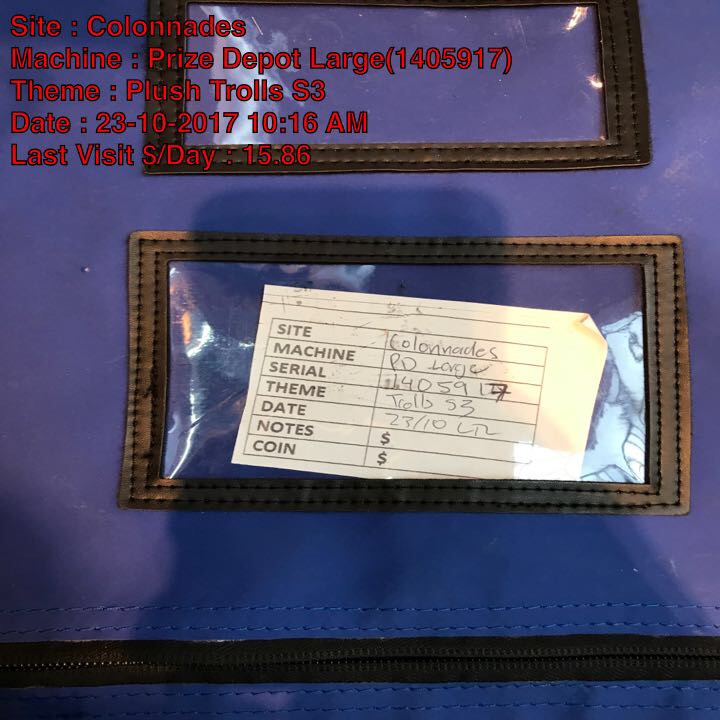 Site : Colonnades
Machine : Prize Depot Large(1405917)
Theme : Plush Trolls S3
Date : 23-10-2017 10:16 AM
Last Visit $/Day : 15.86
SITE Colonnades
MACHINE PD Large
SERIAL 1405917
THEME Trolls S3
DATE 23/10
NOTES $
COIN $